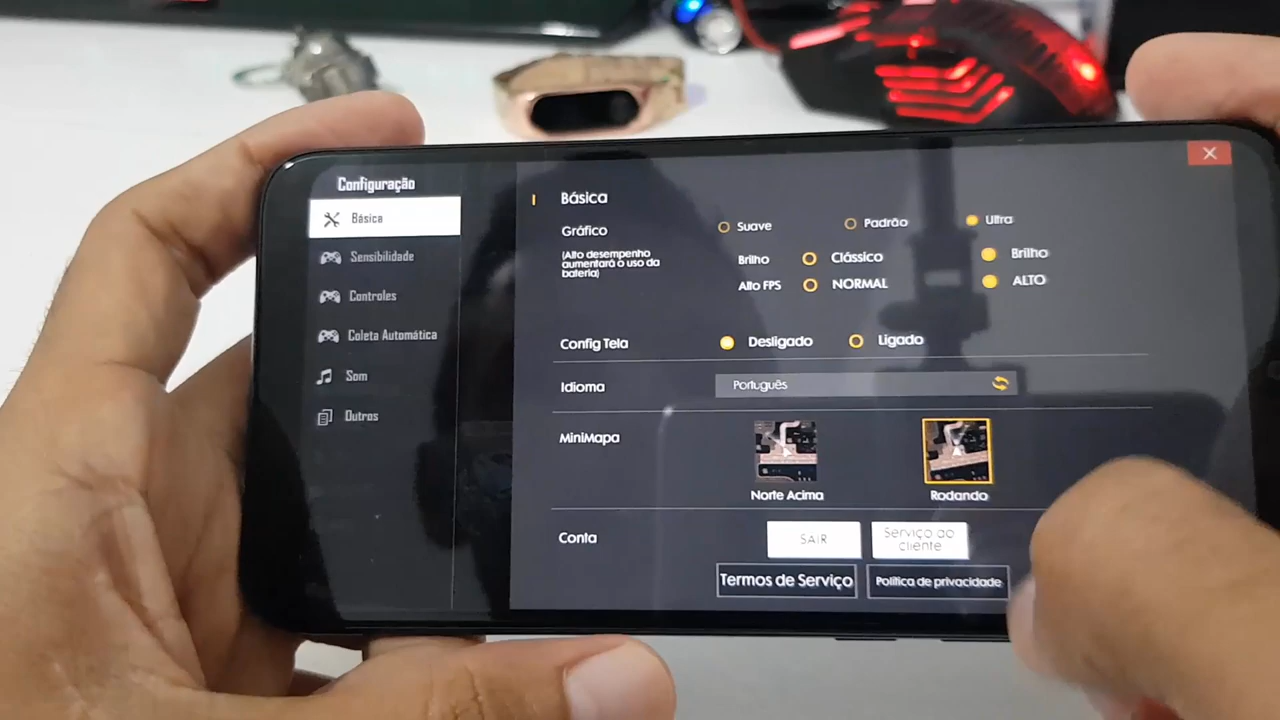 Configuração
Básica
Sensibilidade
Controles
Coleta Automática
Som
Outros
Básica
Gráfico
(Alto desempenho
aumentará o uso da
bateria)
Suave
Padrão
Ultra
Brilho
Clássico
Brilho
Alto FPS
NORMAL
ALTO
Config Tela
Desligado
Ligado
Idioma
Português
MiniMapa
Norte Acima
Rodando
Conta
SAIR
Serviço ao
cliente
Termos de Serviço
Política de privacidade